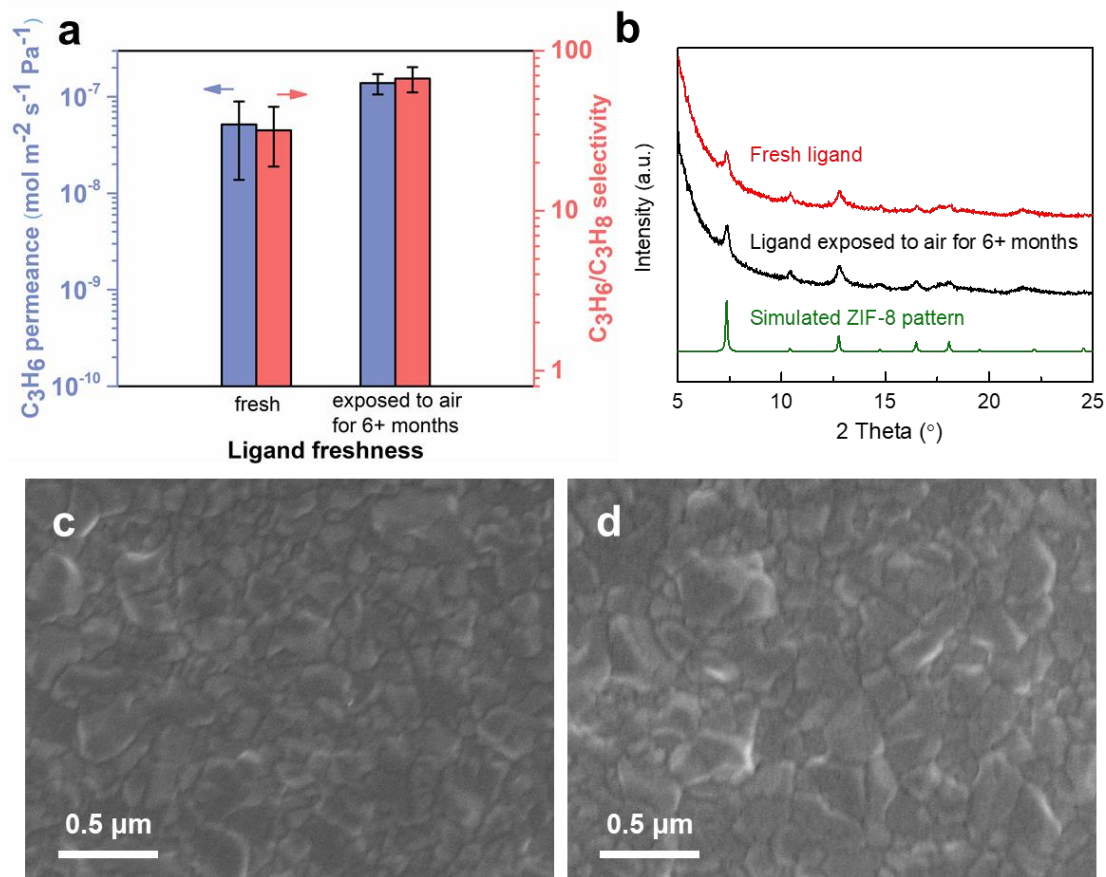 a
C₃H₆ permeance (mol m⁻² s⁻¹ Pa⁻¹)
10⁻⁷
10⁻⁸
10⁻⁹
10⁻¹⁰
100
10
1
C₃H₆/C₃H₈ selectivity
fresh
exposed to air
for 6+ months
Ligand freshness
b
Intensity (a.u.)
Fresh ligand
Ligand exposed to air for 6+ months
Simulated ZIF-8 pattern
5 10 15 20 25
2 Theta (°)
c
0.5 µm
d
0.5 µm